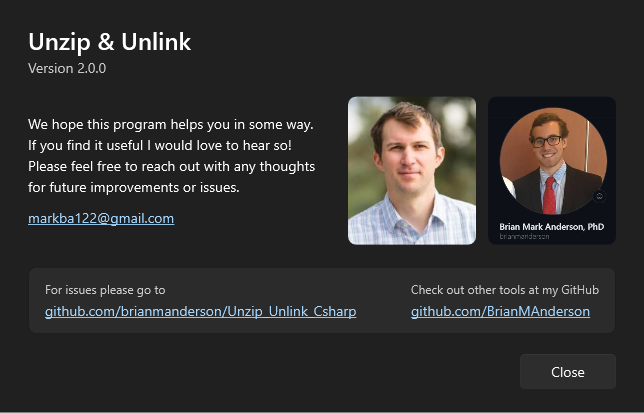 Unzip & Unlink
Version 2.0.0
We hope this program helps you in some way.
If you find it useful I would love to hear so!
Please feel free to reach out with any thoughts
for future improvements or issues.
markba122@gmail.com
Brian Mark Anderson, PhD
brianmanderson
For issues please go to
github.com/brianmanderson/Unzip_Unlink_Csharp
Check out other tools at my GitHub
github.com/BrianMAnderson
Close